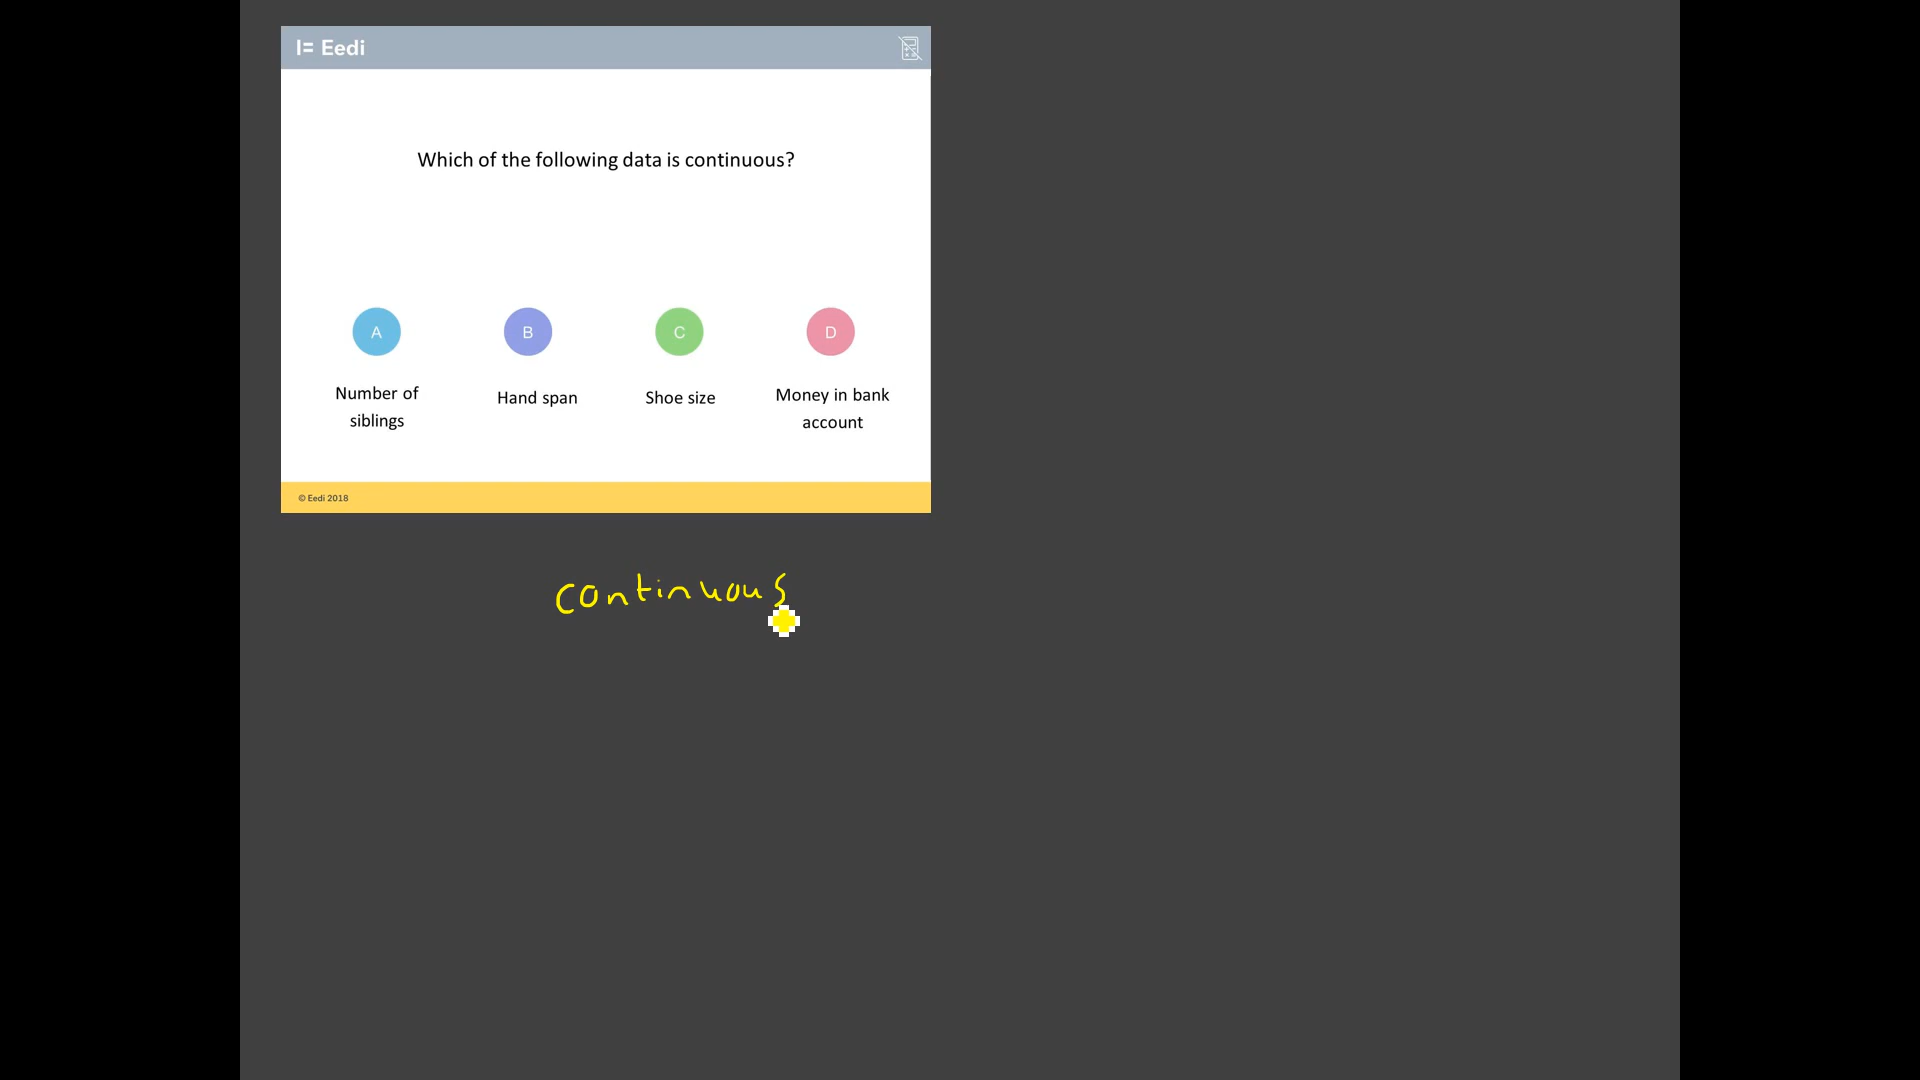 Eedi
Which of the following data is continuous?
A
B
C
D
Number of
siblings
Hand span
Shoe size
Money in bank
account
© Eedi 2018
continuous